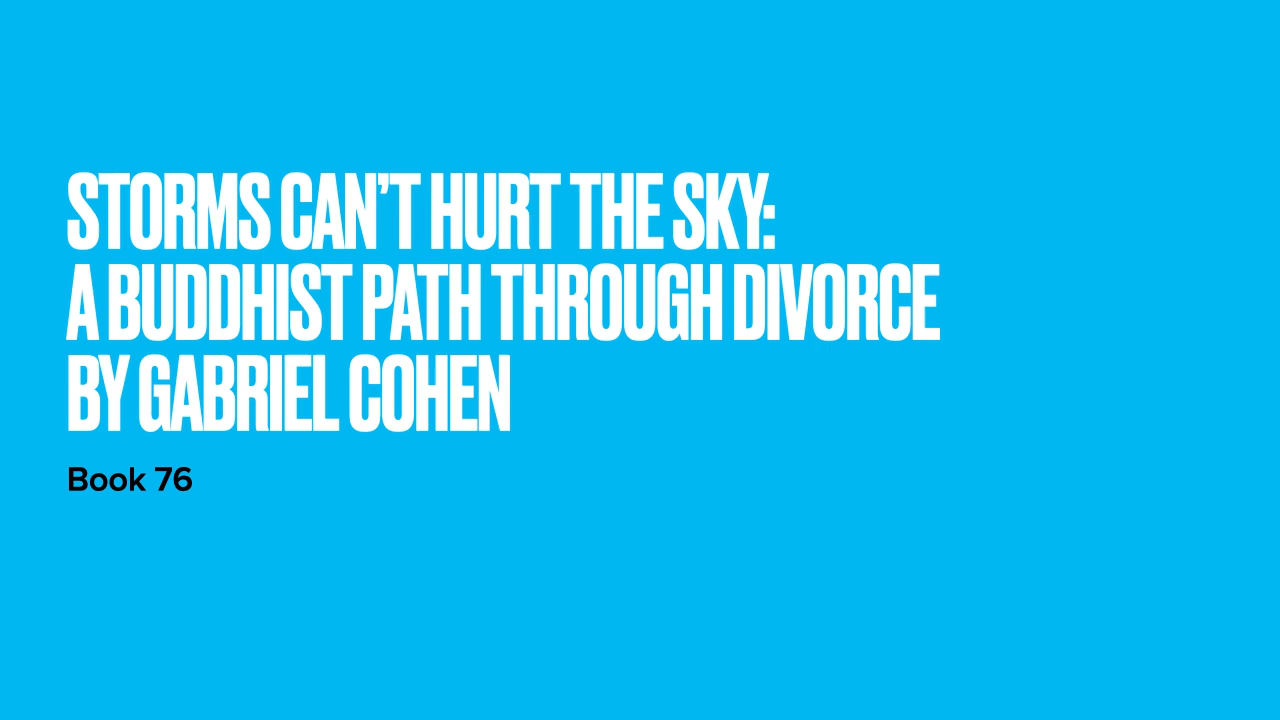 STORMS CAN’T HURT THE SKY:
A BUDDHIST PATH THROUGH DIVORCE
BY GABRIEL COHEN
Book 76